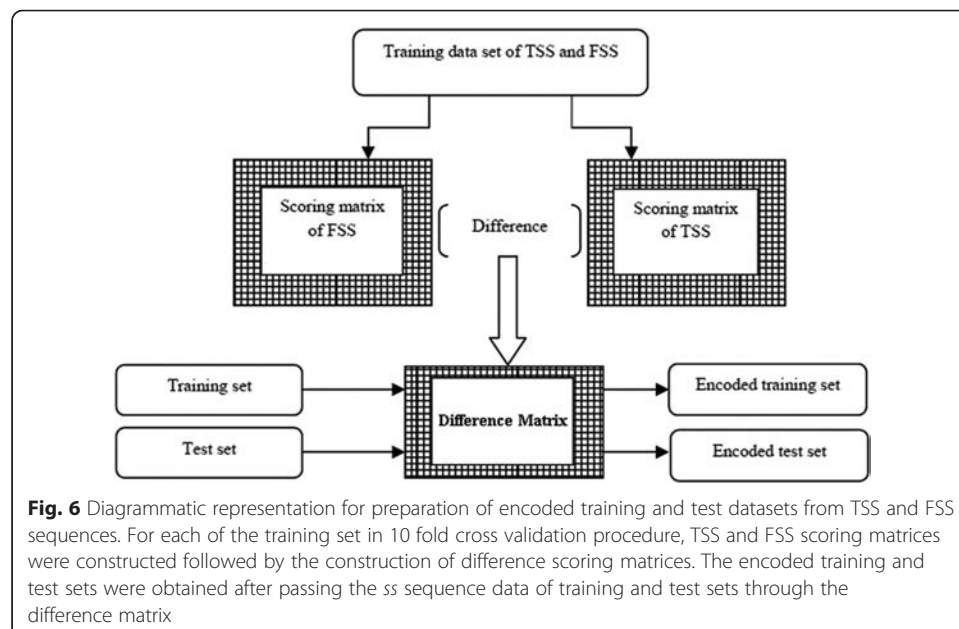 Training data set of TSS and FSS
Scoring matrix
of FSS
Difference
Scoring matrix
of TSS
Training set
Difference Matrix
Encoded training set
Test set
Encoded test set
Fig. 6 Diagrammatic representation for preparation of encoded training and test datasets from TSS and FSS
sequences. For each of the training set in 10 fold cross validation procedure, TSS and FSS scoring matrices
were constructed followed by the construction of difference scoring matrices. The encoded training and
test sets were obtained after passing the ss sequence data of training and test sets through the
difference matrix